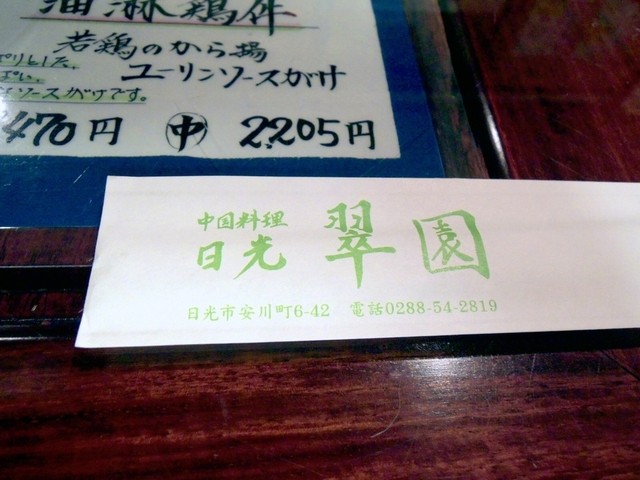 油淋鶏件
若鶏のから揚
ユーリンソースがけ
ソースがけです。
470円 ㊥ 2,205円
中国料理
日光 翠園
日光市安川町6-42 電話0288-54-2819